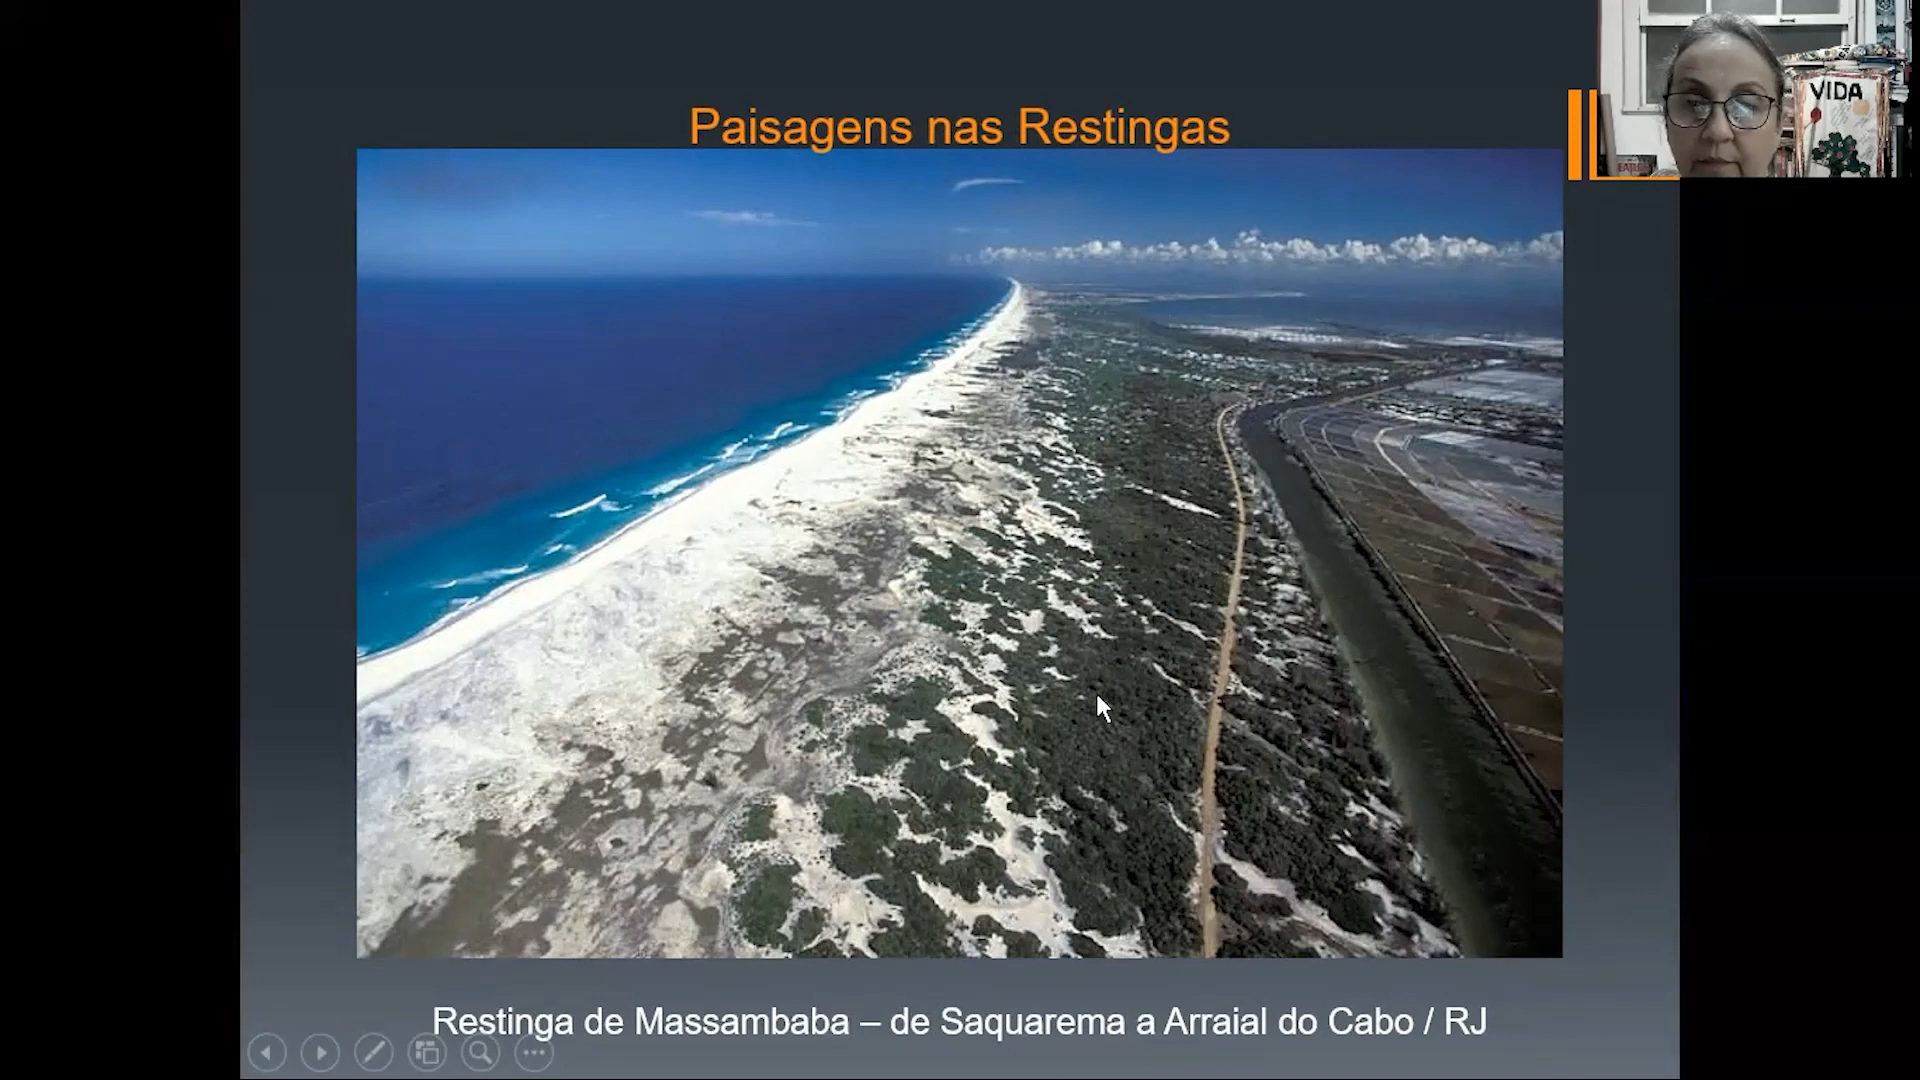 Paisagens nas Restingas
VIDA
Restinga de Massambaba – de Saquarema a Arraial do Cabo / RJ